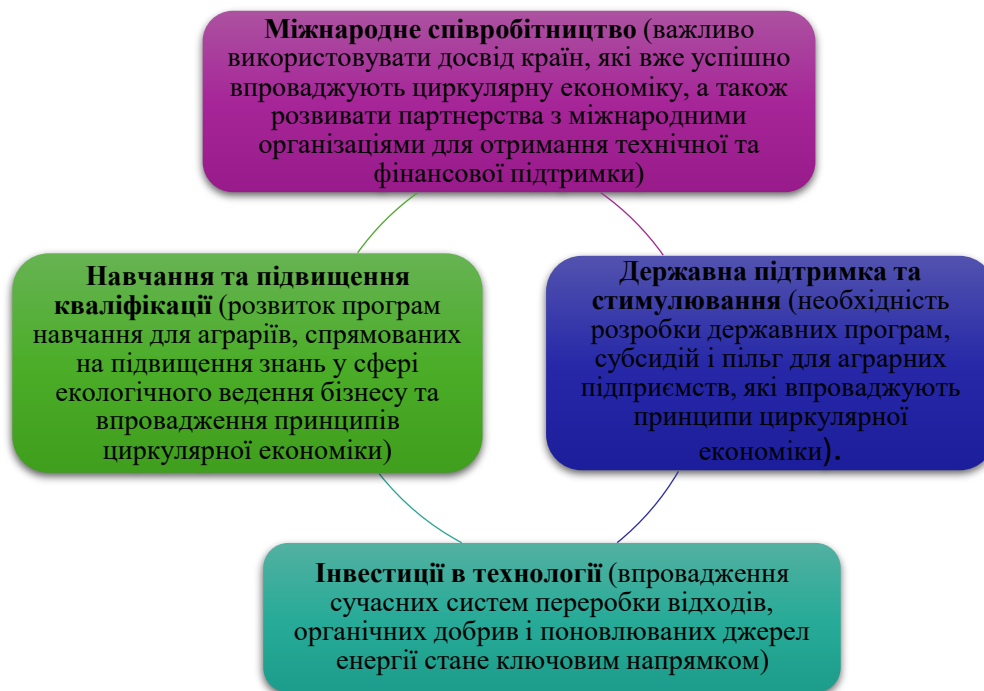 Міжнародне співробітництво (важливо
використовувати досвід країн, які вже успішно
впроваджують циркулярну економіку, а також
розвивати партнерства з міжнародними
організаціями для отримання технічної та
фінансової підтримки)
Навчання та підвищення
кваліфікації (розвиток програм
навчання для аграріїв, спрямованих
на підвищення знань у сфері
екологічного ведення бізнесу та
впровадження принципів
циркулярної економіки)
Державна підтримка та
стимулювання (необхідність
розробки державних програм,
субсидій і пільг для аграрних
підприємств, які впроваджують
принципи циркулярної
економіки).
Інвестиції в технології (впровадження
сучасних систем переробки відходів,
органічних добрив і поновлюваних джерел
енергії стане ключовим напрямком)